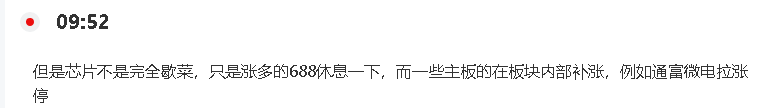 09:52
但是芯片不是完全歇菜，只是涨多的688休息一下，而一些主板的在板块内部补涨，例如通富微电拉涨
停